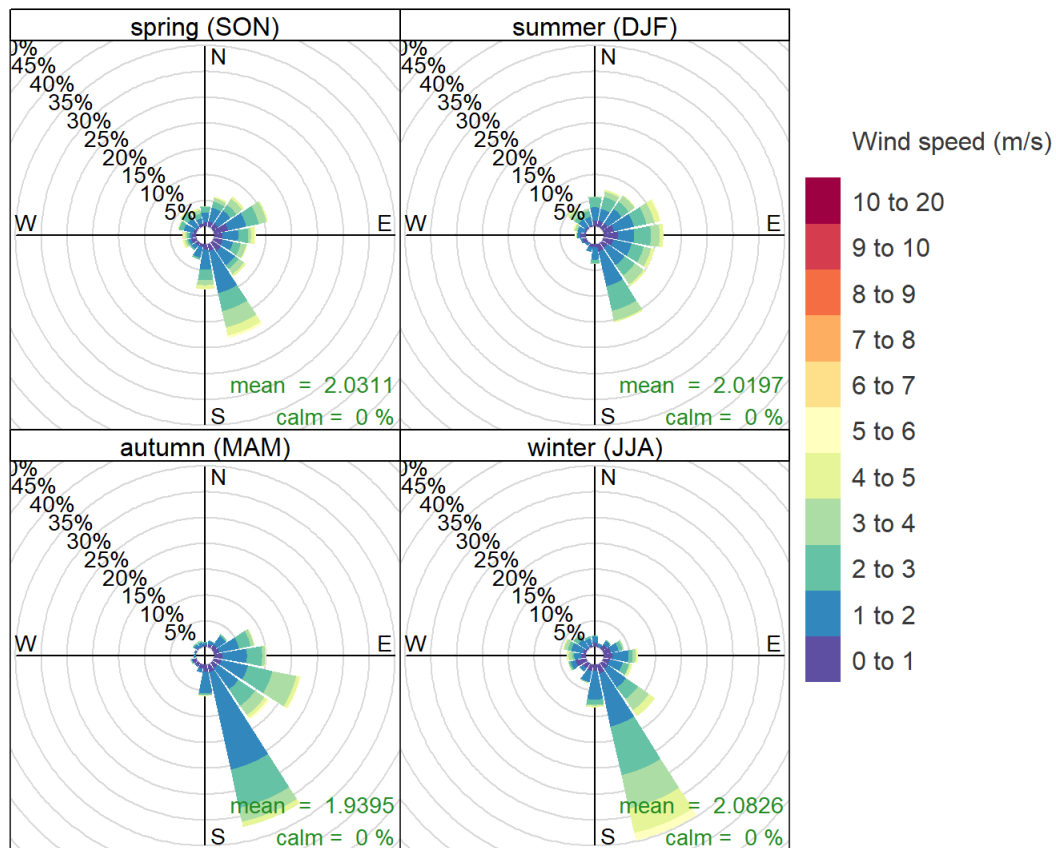 spring (SON)
0%
45%
40%
35%
30%
25%
20%
15%
10%
5%
N
W
E
S
mean = 2.0311
calm = 0 %
summer (DJF)
0%
45%
40%
35%
30%
25%
20%
15%
10%
5%
N
W
E
S
mean = 2.0197
calm = 0 %
autumn (MAM)
0%
45%
40%
35%
30%
25%
20%
15%
10%
5%
N
W
E
S
mean = 1.9395
calm = 0 %
winter (JJA)
0%
45%
40%
35%
30%
25%
20%
15%
10%
5%
N
W
E
S
mean = 2.0826
calm = 0 %
Wind speed (m/s)
10 to 20
9 to 10
8 to 9
7 to 8
6 to 7
5 to 6
4 to 5
3 to 4
2 to 3
1 to 2
0 to 1